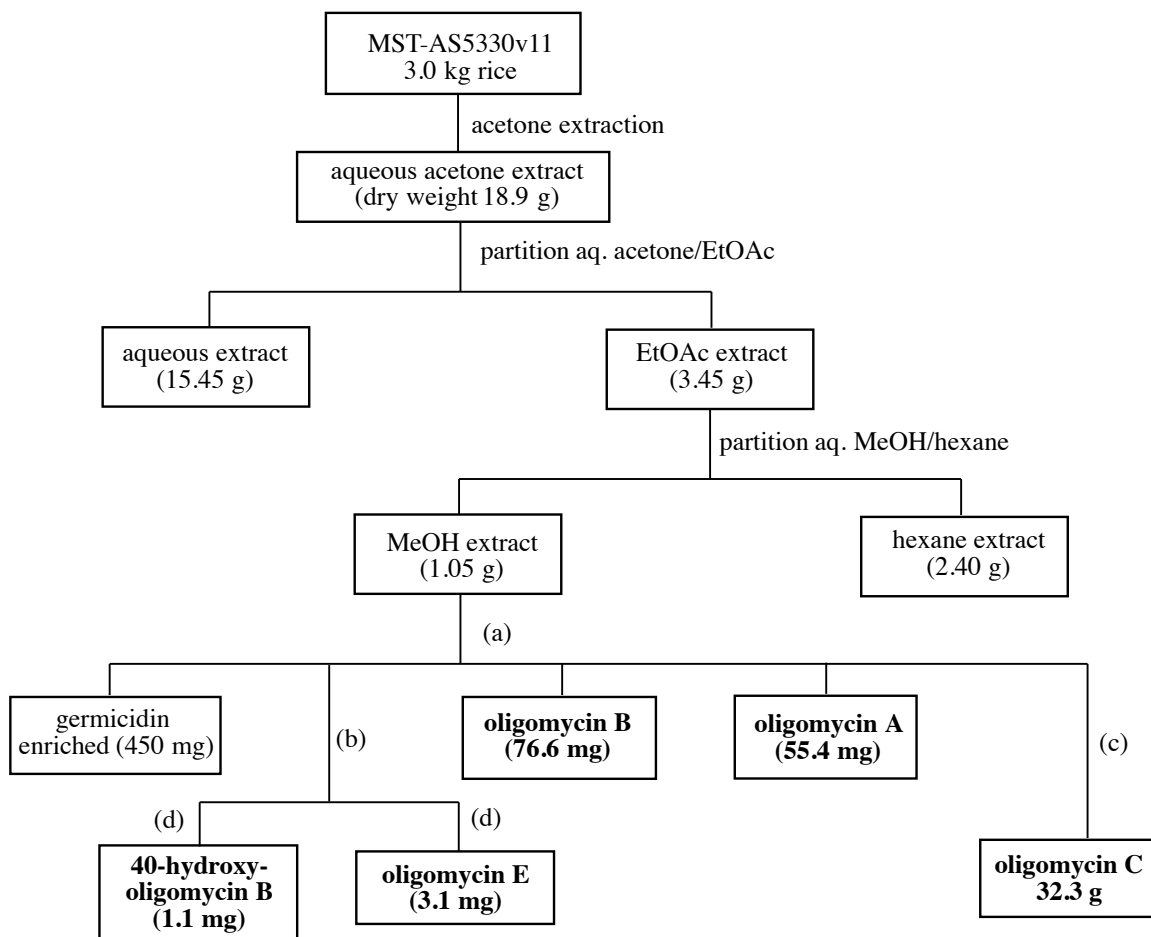 MST-AS5330v11
3.0 kg rice
acetone extraction
aqueous acetone extract
(dry weight 18.9 g)
partition aq. acetone/EtOAc
aqueous extract
(15.45 g)
EtOAc extract
(3.45 g)
partition aq. MeOH/hexane
MeOH extract
(1.05 g)
hexane extract
(2.40 g)
(a)
germicidin
enriched (450 mg)
(b)
oligomycin B
(76.6 mg)
oligomycin A
(55.4 mg)
(c)
(d)
(d)
40-hydroxy-
oligomycin B
(1.1 mg)
oligomycin E
(3.1 mg)
oligomycin C
32.3 g